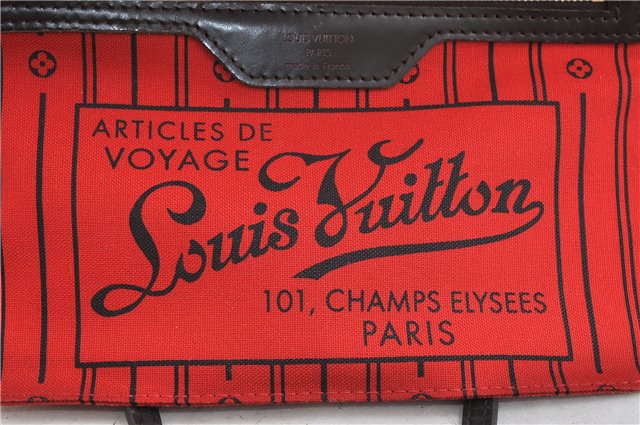 LOUIS VUITTON
PARIS
made in France
ARTICLES DE
VOYAGE
Louis Vuitton
101, CHAMPS ELYSEES
PARIS